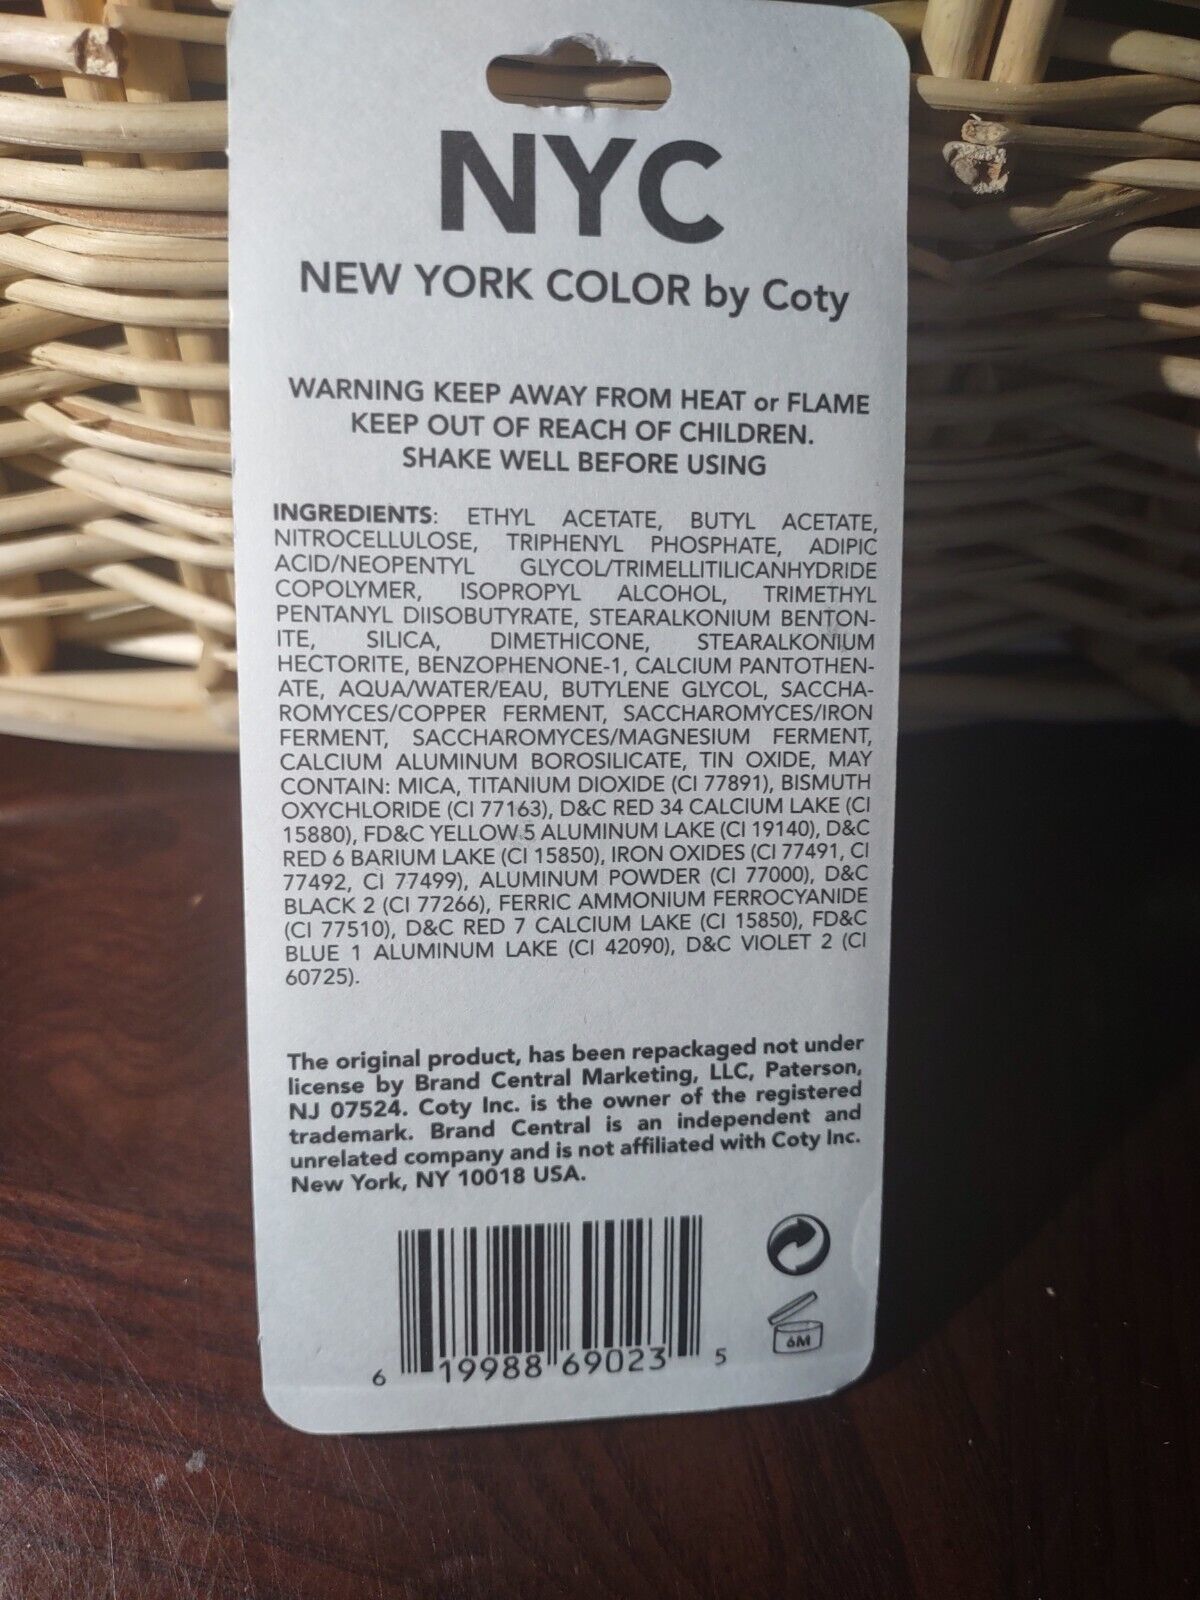 NYC
NEW YORK COLOR by Coty
WARNING KEEP AWAY FROM HEAT or FLAME
KEEP OUT OF REACH OF CHILDREN.
SHAKE WELL BEFORE USING
INGREDIENTS: ETHYL ACETATE, BUTYL ACETATE,
NITROCELLULOSE, TRIPHENYL PHOSPHATE, ADIPIC
ACID/NEOPENTYL GLYCOL/TRIMELLITILICANHYDRIDE
COPOLYMER, ISOPROPYL ALCOHOL, TRIMETHYL
PENTANYL DIISOBUTYRATE, STEARALKONIUM BENTON-
ITE, SILICA, DIMETHICONE, STEARALKONIUM
HECTORITE, BENZOPHENONE-1, CALCIUM PANTOTHEN-
ATE, AQUA/WATER/EAU, BUTYLENE GLYCOL, SACCHA-
ROMYCES/COPPER FERMENT, SACCHAROMYCES/IRON
FERMENT, SACCHAROMYCES/MAGNESIUM FERMENT,
CALCIUM ALUMINUM BOROSILICATE, TIN OXIDE, MAY
CONTAIN: MICA, TITANIUM DIOXIDE (CI 77891), BISMUTH
OXYCHLORIDE (CI 77163), D&C RED 34 CALCIUM LAKE (CI
15880), FD&C YELLOW 5 ALUMINUM LAKE (CI 19140), D&C
RED 6 BARIUM LAKE (CI 15850), IRON OXIDES (CI 77491, CI
77492, CI 77499), ALUMINUM POWDER (CI 77000), D&C
BLACK 2 (CI 77266), FERRIC AMMONIUM FERROCYANIDE
(CI 77510), D&C RED 7 CALCIUM LAKE (CI 15850), FD&C
BLUE 1 ALUMINUM LAKE (CI 42090), D&C VIOLET 2 (CI
60725).
The original product, has been repackaged not under
license by Brand Central Marketing, LLC, Paterson,
NJ 07524. Coty Inc. is the owner of the registered
trademark. Brand Central is an independent and
unrelated company and is not affiliated with Coty Inc.
New York, NY 10018 USA.
6M
6 19988 69023 5